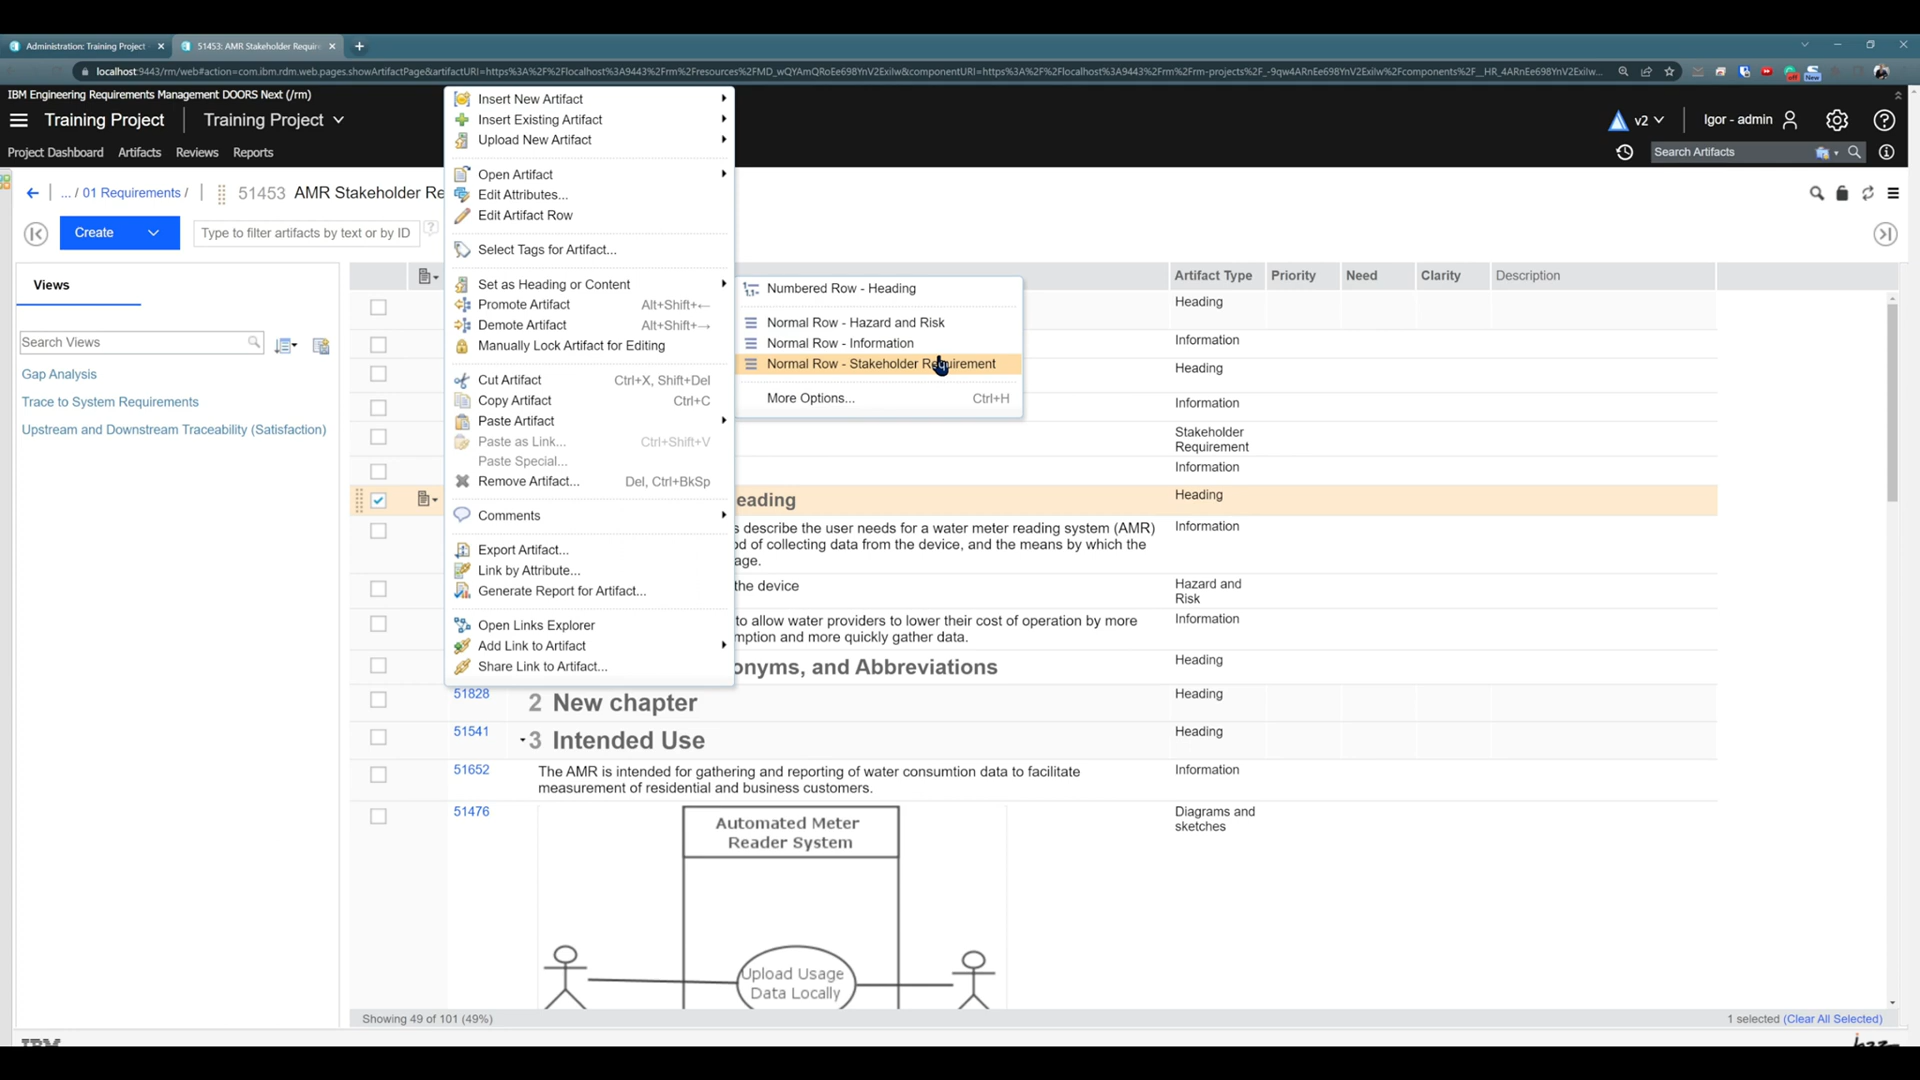 Administration: Training Project
51453: AMR Stakeholder Requir
localhost:9443/rm/web#action=com.ibm.rdm.web.pages.showArtifactPage&artifactURI=https%3A%2F%2Flocalhost%3A9443%2Frm%2Fresources%2FMD_wQYAmQRoEe698YnV2Exilw&componentURI=https%3A%2F%2Flocalhost%3A9443%2Frm%2Frm-projects%2F_-9qw4ARnEe698YnV2Exilw%2Fcomponents%2F__HR_4ARnEe698YnV2Exilw...
IBM Engineering Requirements Management DOORS Next (/rm)
Training Project
Training Project
v2
Igor - admin
Project Dashboard
Artifacts
Reviews
Reports
Search Artifacts
... / 01 Requirements /
51453 AMR Stakeholder Re
Create
Type to filter artifacts by text or by ID
?
Views
Search Views
Gap Analysis
Trace to System Requirements
Upstream and Downstream Traceability (Satisfaction)
Insert New Artifact
Insert Existing Artifact
Upload New Artifact
Open Artifact
Edit Attributes...
Edit Artifact Row
Select Tags for Artifact...
Set as Heading or Content
Promote Artifact Alt+Shift+←
Demote Artifact Alt+Shift+→
Manually Lock Artifact for Editing
Cut Artifact Ctrl+X, Shift+Del
Copy Artifact Ctrl+C
Paste Artifact
Paste as Link... Ctrl+Shift+V
Paste Special...
Remove Artifact... Del, Ctrl+BkSp
Comments
Export Artifact...
Link by Attribute...
Generate Report for Artifact...
Open Links Explorer
Add Link to Artifact
Share Link to Artifact...
Numbered Row - Heading
Normal Row - Hazard and Risk
Normal Row - Information
Normal Row - Stakeholder Requirement
More Options... Ctrl+H
Artifact Type
Priority
Need
Clarity
Description
Heading
Information
Heading
Information
Stakeholder
Requirement
Information
eading
Heading
s describe the user needs for a water meter reading system (AMR)
od of collecting data from the device, and the means by which the
age.
Information
the device
Hazard and
Risk
to allow water providers to lower their cost of operation by more
mption and more quickly gather data.
Information
onyms, and Abbreviations
Heading
51828
2 New chapter
Heading
51541
3 Intended Use
Heading
51652
The AMR is intended for gathering and reporting of water consumtion data to facilitate
measurement of residential and business customers.
Information
51476
Automated Meter
Reader System
Upload Usage
Data Locally
Diagrams and
sketches
Showing 49 of 101 (49%)
1 selected (Clear All Selected)
IBM